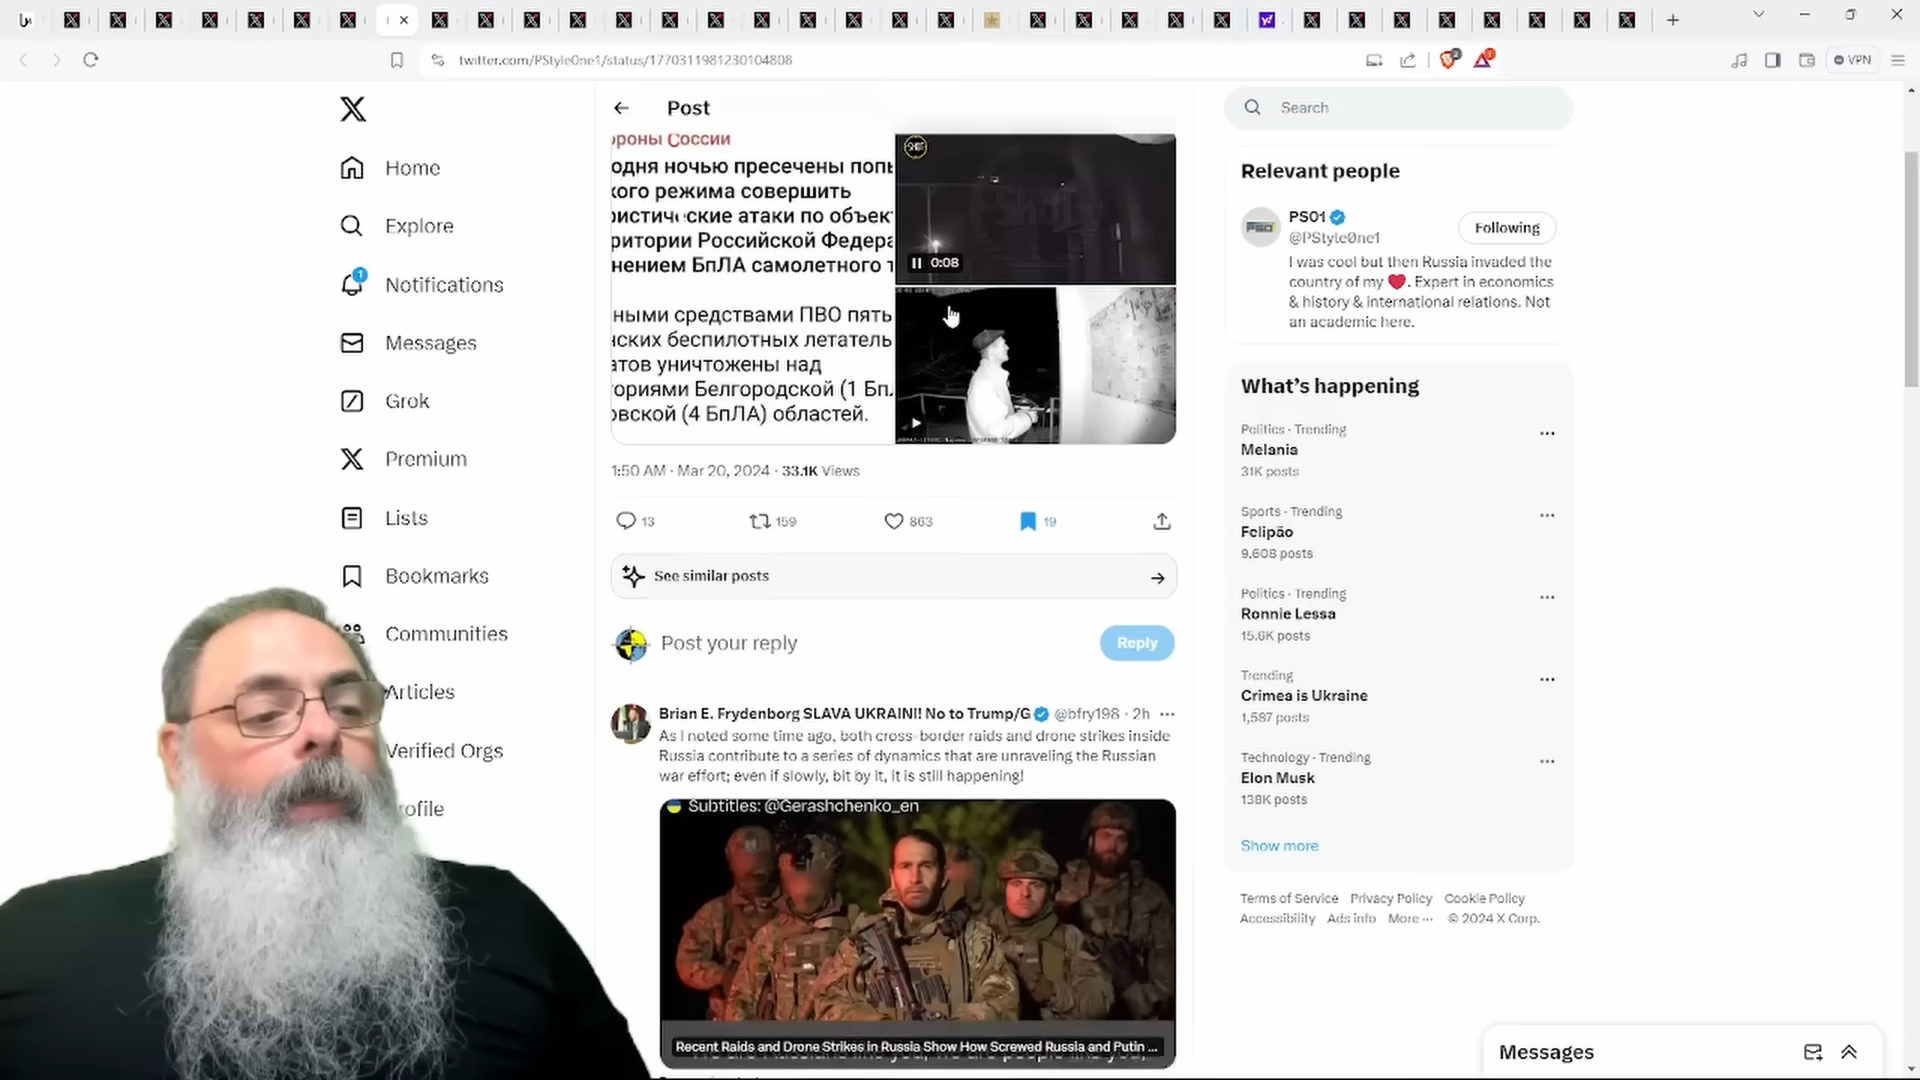 twitter.com/PStyle0ne1/status/1770311981230104808
VPN
Post
Search
Home
Explore
1
Notifications
Messages
Grok
Premium
Lists
Bookmarks
Communities
Articles
Verified Orgs
rofile
ороны Соссии
одня ночью пресечены поп
кого режима совершить
ристические атаки по объек
ритории Российской Федера
нением БпЛА самолетного т
ными средствами ПВО пять
нских беспилотных летатель
атов уничтожены над
ториями Белгородской (1 Бп
овской (4 БпЛА) областей.
SHOT
0:08
1:50 AM · Mar 20, 2024 · 33.1K Views
13
159
863
19
See similar posts
Post your reply
Reply
Brian E. Frydenborg SLAVA UKRAINI! No to Trump/G @bfry198 · 2h
As I noted some time ago, both cross-border raids and drone strikes inside
Russia contribute to a series of dynamics that are unraveling the Russian
war effort; even if slowly, bit by it, it is still happening!
Subtitles: @Gerashchenko_en
Recent Raids and Drone Strikes in Russia Show How Screwed Russia and Putin ...
Relevant people
PS01
@PStyle0ne1
Following
I was cool but then Russia invaded the
country of my ❤️. Expert in economics
& history & international relations. Not
an academic here.
What's happening
Politics · Trending
Melania
31K posts
Sports · Trending
Felipão
9,608 posts
Politics · Trending
Ronnie Lessa
15.6K posts
Trending
Crimea is Ukraine
1,587 posts
Technology · Trending
Elon Musk
138K posts
Show more
Terms of Service Privacy Policy Cookie Policy
Accessibility Ads info More ··· © 2024 X Corp.
Messages